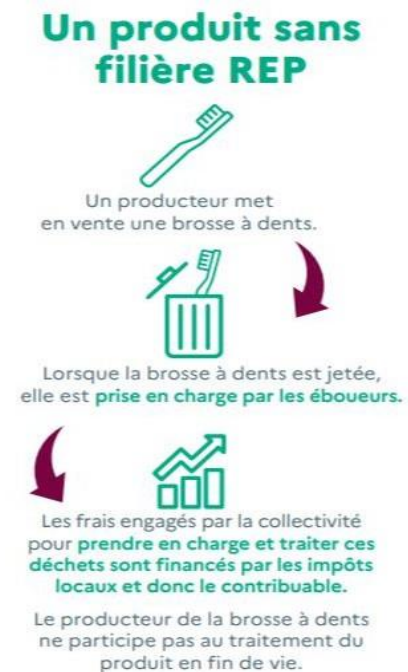 Un produit sans
filière REP
Un producteur met
en vente une brosse à dents.
Lorsque la brosse à dents est jetée,
elle est prise en charge par les éboueurs.
Les frais engagés par la collectivité
pour prendre en charge et traiter ces
déchets sont financés par les impôts
locaux et donc le contribuable.
Le producteur de la brosse à dents
ne participe pas au traitement du
produit en fin de vie.